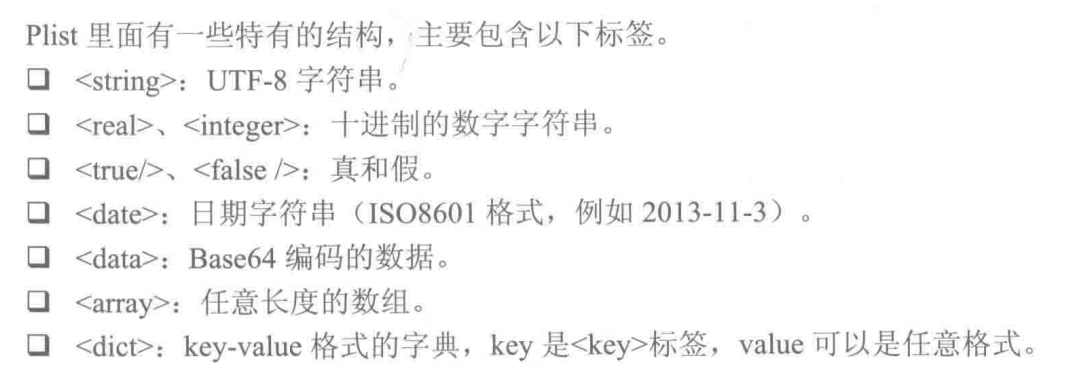 Plist 里面有一些特有的结构，主要包含以下标签。
❑ <string>：UTF-8 字符串。
❑ <real>、<integer>：十进制的数字字符串。
❑ <true/>、<false />：真和假。
❑ <date>：日期字符串（ISO8601 格式，例如 2013-11-3）。
❑ <data>：Base64 编码的数据。
❑ <array>：任意长度的数组。
❑ <dict>：key-value 格式的字典，key 是<key>标签，value 可以是任意格式。